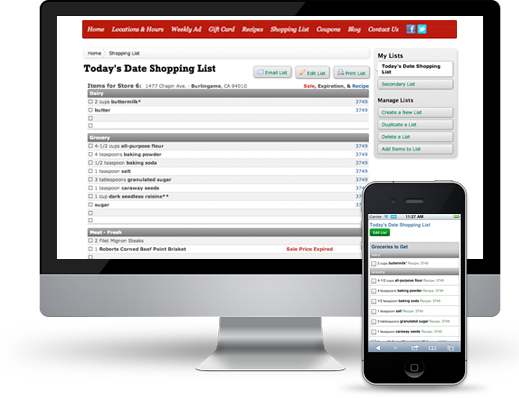 Home Locations & Hours Weekly Ad Gift Card Recipes Shopping List Coupons Blog Contact Us
Home Shopping List
Today's Date Shopping List
Email List Edit List Print List
Items for Store 6: 1477 Chapin Ave. - Burlingame, CA 94010
Sale, Expiration, & Recipe
Dairy
2 cups buttermilk* 3749
butter 3749
Grocery
4-1/2 cups all-purpose flour 3749
4 teaspoons baking powder 3749
1/2 teaspoon baking soda 3749
1 teaspoon salt 3749
3 tablespoons granulated sugar 3749
1 teaspoon caraway seeds 3749
1 cup dark seedless raisins** 3749
sugar 3749
Meat - Fresh
2 Filet Mignon Steaks
1 Roberts Corned Beef Point Brisket Sale Price Expired
My Lists
Today's Date Shopping
List
Secondary List
Manage Lists
Create a New List
Duplicate a List
Delete a List
Add Items to List
Carrier 11:27 AM
Today's Date Shopping List
Edit List
Groceries to Get
Dairy
2 cups buttermilk* Recipe: 3749
Grocery
4-1/2 cups all-purpose flour Recipe: 3749
4 teaspoons baking powder Recipe: 3749
1/2 teaspoon baking soda Recipe: 3749
1 teaspoon salt Recipe: 3749
3 tablespoons granulated sugar Recipe: 3749
1 teaspoon caraway seeds Recipe: 3749